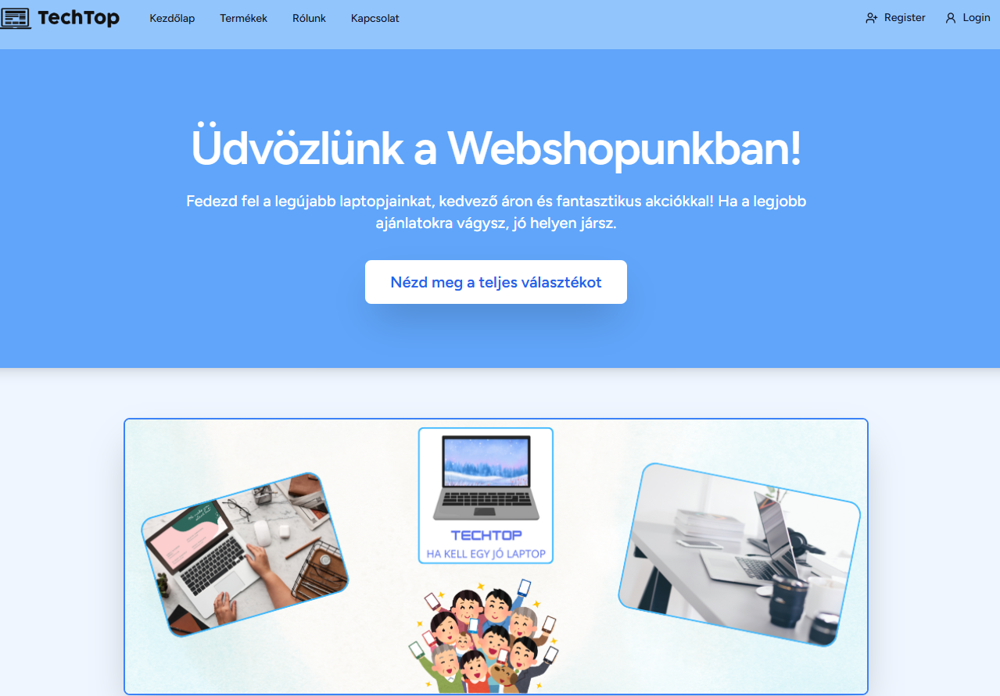 TechTop
Kezdőlap
Termékek
Rólunk
Kapcsolat
Register
Login
Üdvözlünk a Webshopunkban!
Fedezd fel a legújabb laptopjainkat, kedvező áron és fantasztikus akciókkal! Ha a legjobb
ajánlatokra vágysz, jó helyen jársz.
Nézd meg a teljes választékot
TECHTOP
HA KELL EGY JÓ LAPTOP